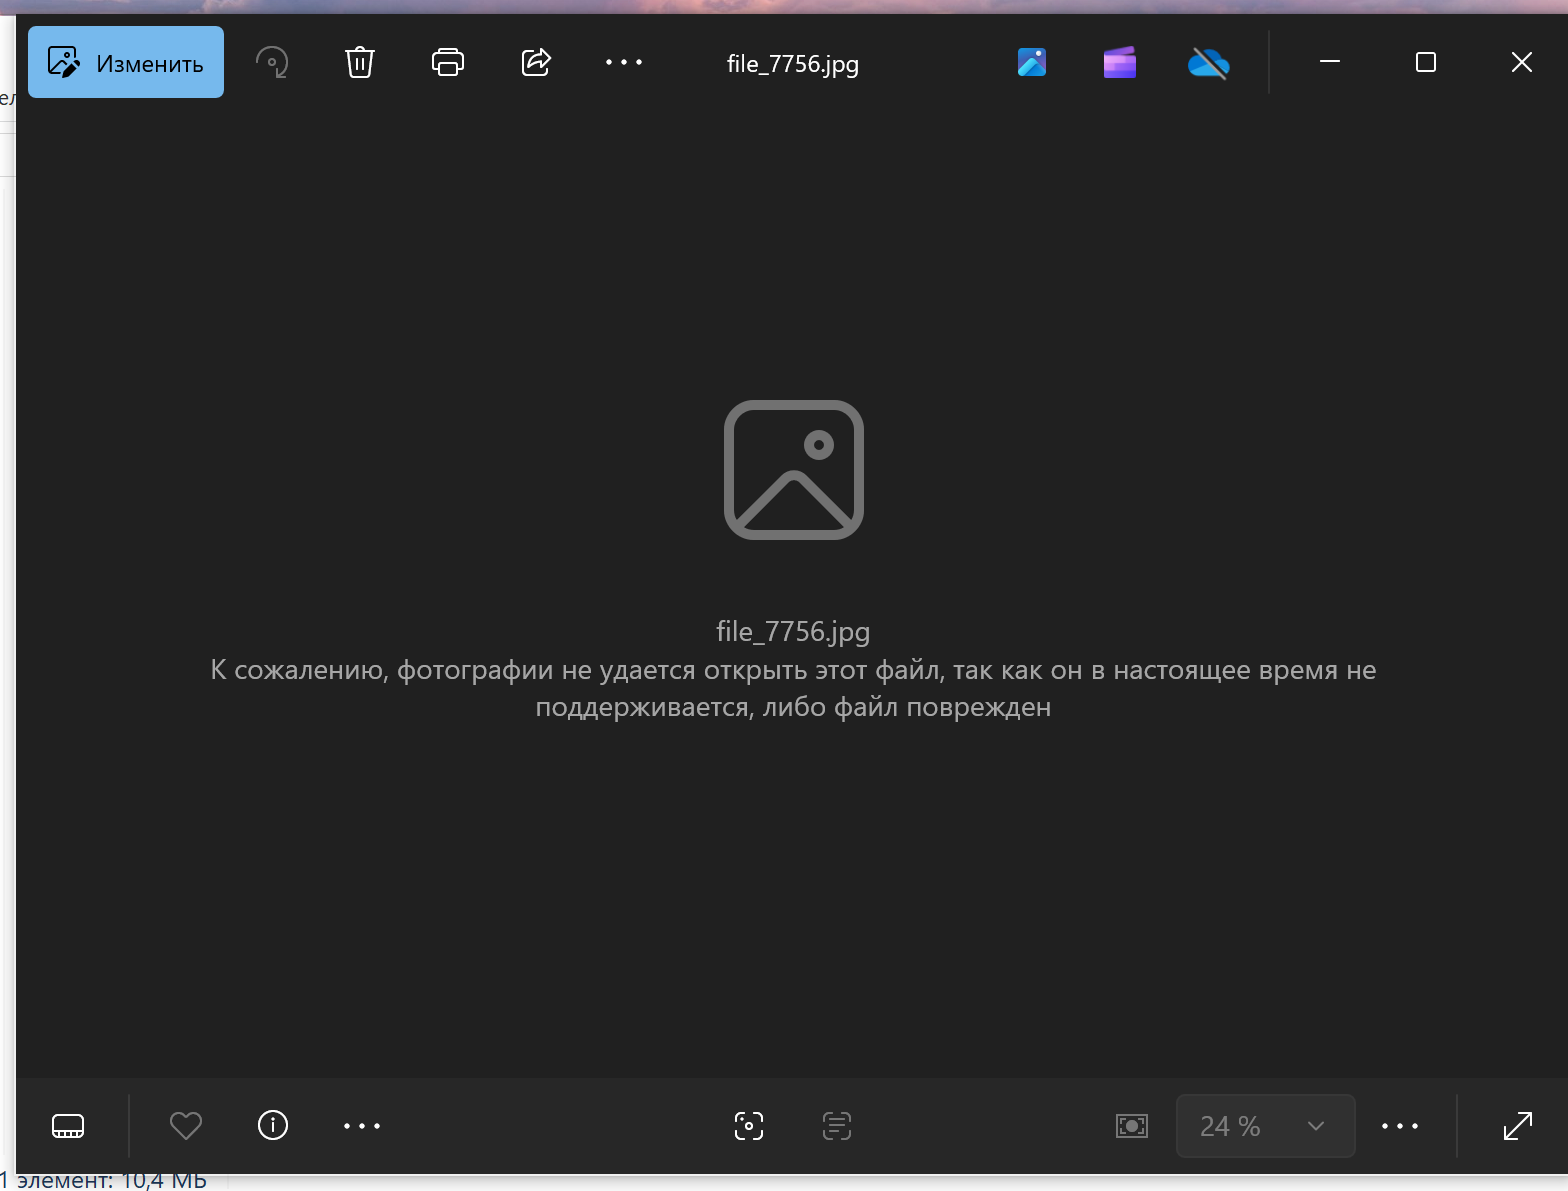 Изменить
file_7756.jpg
ел
file_7756.jpg
К сожалению, фотографии не удается открыть этот файл, так как он в настоящее время не
поддерживается, либо файл поврежден
24 %
1 элемент: 10,4 МБ